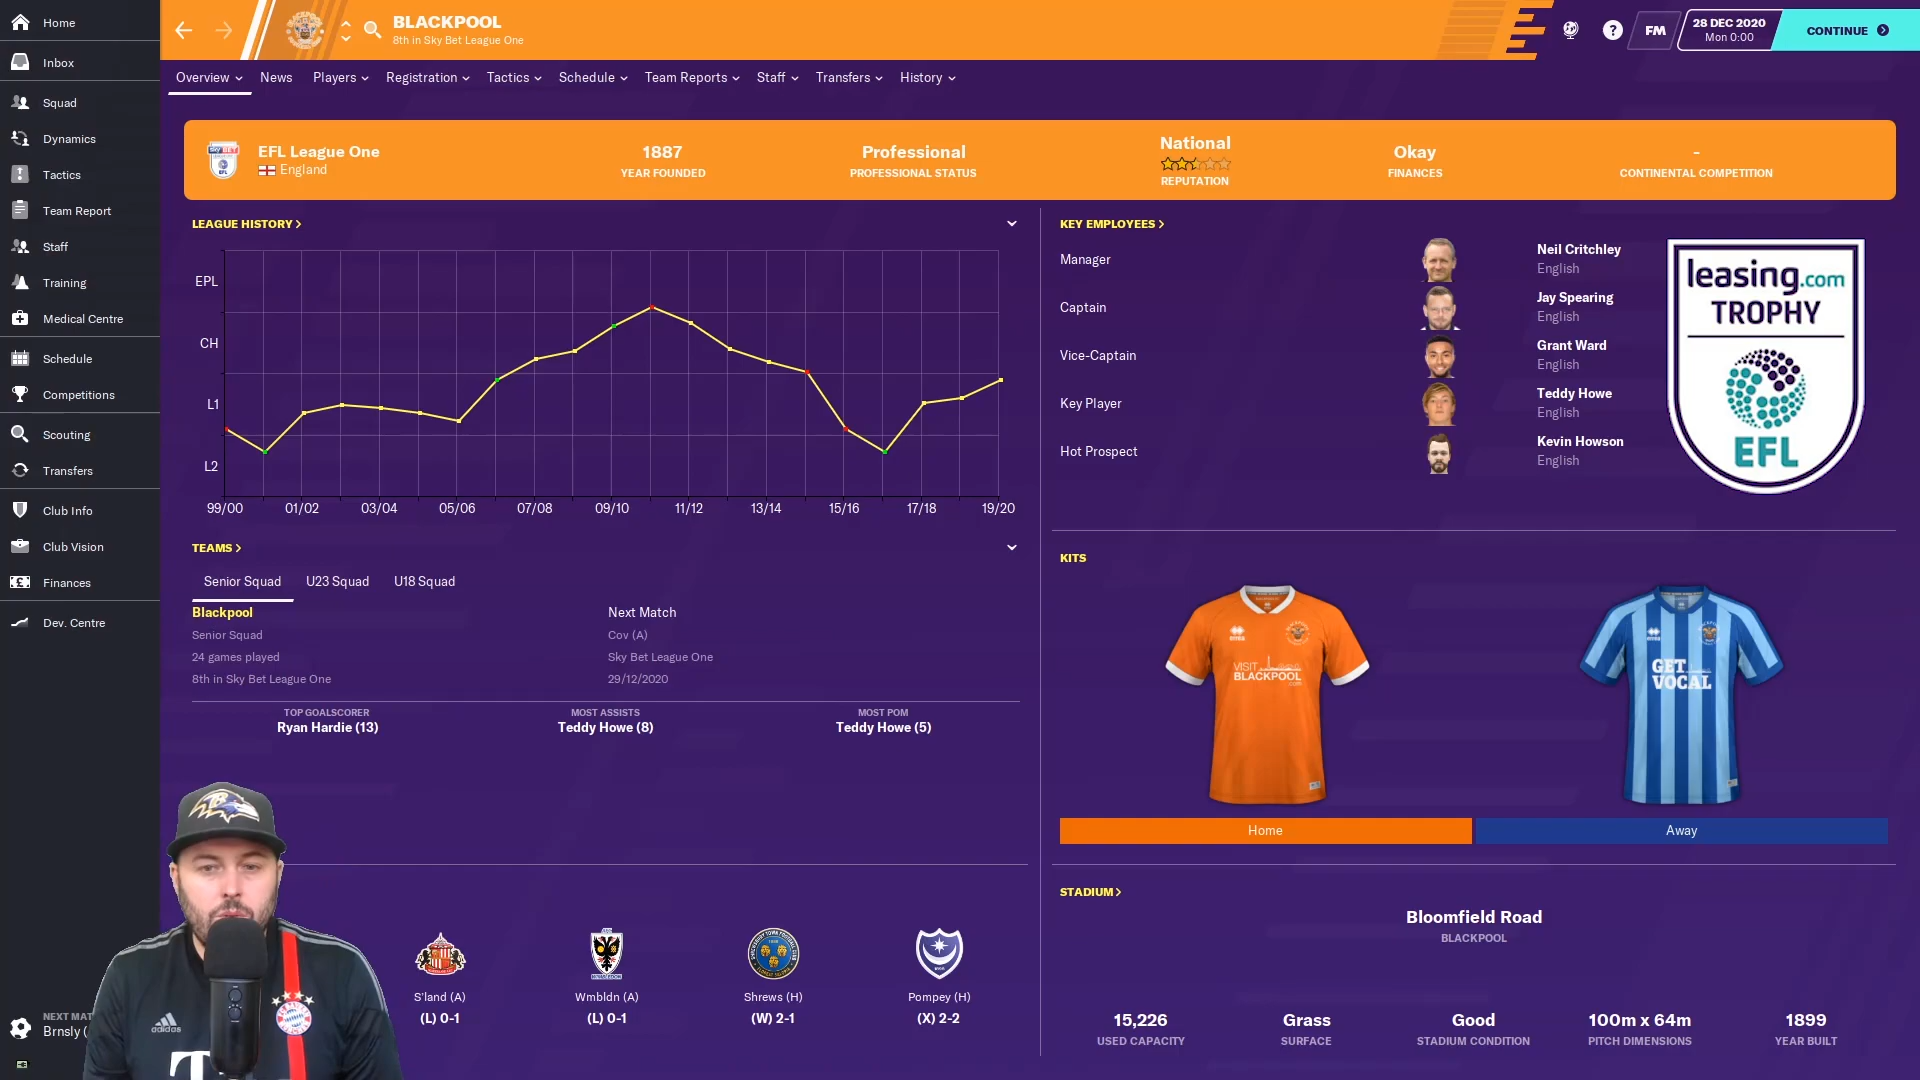 Home
Inbox
Squad
Dynamics
Tactics
Team Report
Staff
Training
Medical Centre
Schedule
Competitions
Scouting
Transfers
Club Info
Club Vision
Finances
Dev. Centre
NEXT MAT
Brnsly (
BLACKPOOL
8th in Sky Bet League One
FM
28 DEC 2020
Mon 0:00
CONTINUE
Overview
News
Players
Registration
Tactics
Schedule
Team Reports
Staff
Transfers
History
SKY BET
EFL
EFL League One
England
1887
YEAR FOUNDED
Professional
PROFESSIONAL STATUS
National
REPUTATION
Okay
FINANCES
-
CONTINENTAL COMPETITION
LEAGUE HISTORY >
EPL
CH
L1
L2
99/00 01/02 03/04 05/06 07/08 09/10 11/12 13/14 15/16 17/18 19/20
TEAMS >
Senior Squad
U23 Squad
U18 Squad
Blackpool
Senior Squad
24 games played
8th in Sky Bet League One
Next Match
Cov (A)
Sky Bet League One
29/12/2020
TOP GOALSCORER
Ryan Hardie (13)
MOST ASSISTS
Teddy Howe (8)
MOST POM
Teddy Howe (5)
S'land (A)
(L) 0-1
Wmbldn (A)
(L) 0-1
Shrews (H)
(W) 2-1
Pompey (H)
(X) 2-2
adidas
KEY EMPLOYEES >
Manager
Neil Critchley
English
Captain
Jay Spearing
English
Vice-Captain
Grant Ward
English
Key Player
Teddy Howe
English
Hot Prospect
Kevin Howson
English
leasing.com
TROPHY
EFL
KITS
VISIT
BLACKPOOL
.com
GET
VOCAL
Home
Away
STADIUM >
Bloomfield Road
BLACKPOOL
15,226
USED CAPACITY
Grass
SURFACE
Good
STADIUM CONDITION
100m x 64m
PITCH DIMENSIONS
1899
YEAR BUILT